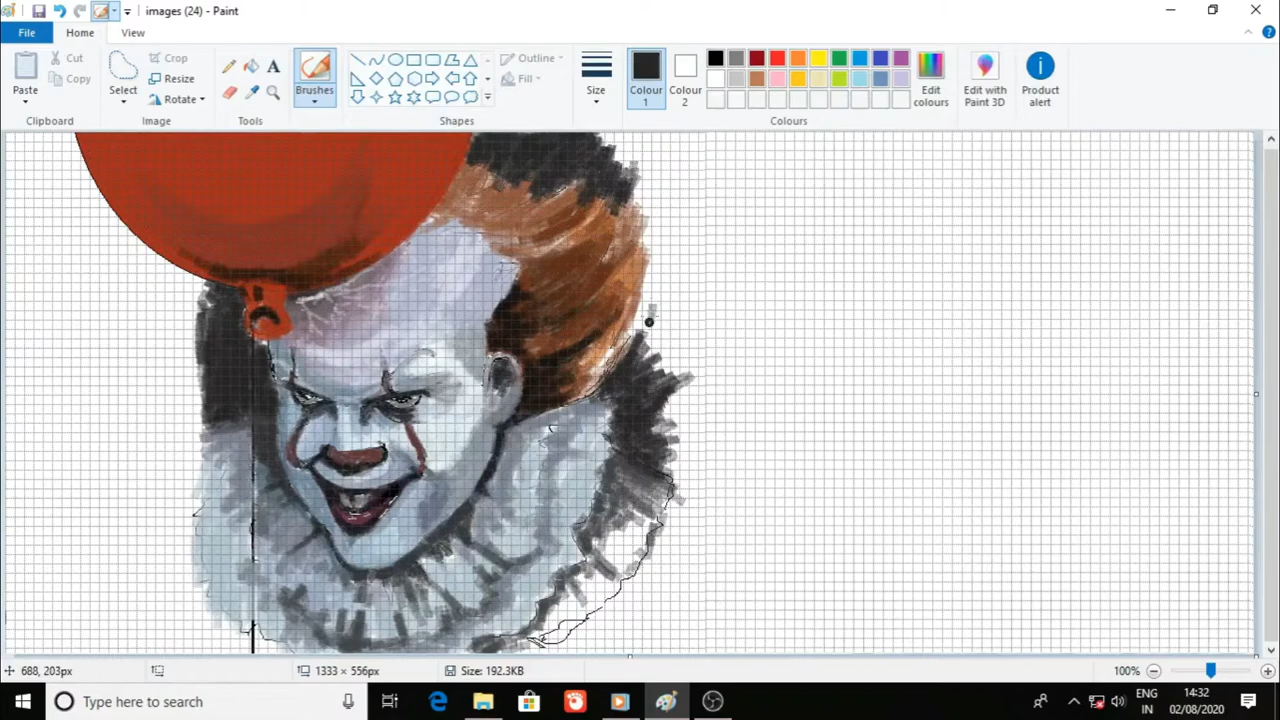 images (24) - Paint
File Home View
Paste
Cut
Copy
Clipboard
Select
Crop
Resize
Rotate
Image
A
Tools
Brushes
Outline
Fill
Shapes
Size
Colour 1
Colour 2
Edit colours
Edit with Paint 3D
Product alert
Colours
688, 203px
1333 × 556px
Size: 192.3KB
100%
Type here to search
ENG
IN
14:32
02/08/2020